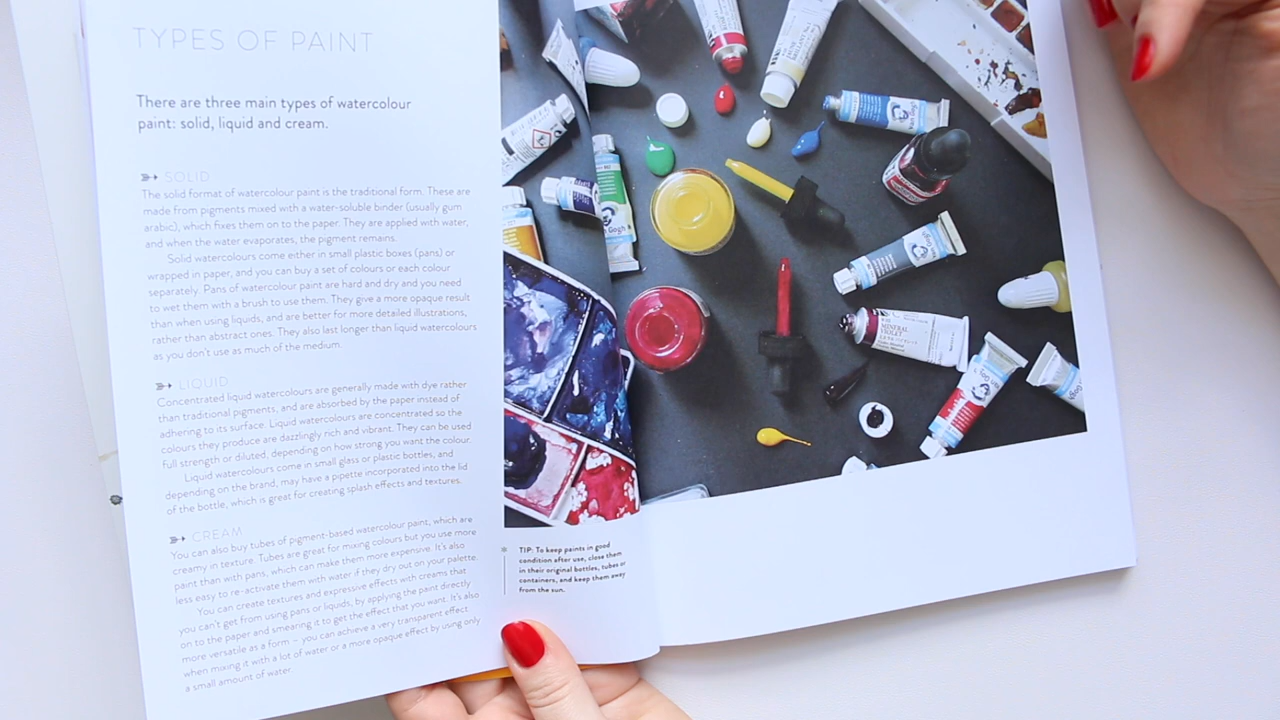 TYPES OF PAINT
There are three main types of watercolour
paint: solid, liquid and cream.
SOLID
The solid format of watercolour paint is the traditional form. These are
made from pigments mixed with a water-soluble binder (usually gum
arabic), which fixes them on to the paper. They are applied with water,
and when the water evaporates, the pigment remains.
Solid watercolours come either in small plastic boxes (pans) or
wrapped in paper, and you can buy a set of colours or each colour
separately. Pans of watercolour paint are hard and dry and you need
to wet them with a brush to use them. They give a more opaque result
than when using liquids, and are better for more detailed illustrations,
rather than abstract ones. They also last longer than liquid watercolours
as you don't use as much of the medium.
LIQUID
Concentrated liquid watercolours are generally made with dye rather
than traditional pigments, and are absorbed by the paper instead of
adhering to its surface. Liquid watercolours are concentrated so the
colours they produce are dazzlingly rich and vibrant. They can be used
full strength or diluted, depending on how strong you want the colour.
Liquid watercolours come in small glass or plastic bottles, and
depending on the brand, may have a pipette incorporated into the lid
of the bottle, which is great for creating splash effects and textures.
CREAM
You can also buy tubes of pigment-based watercolour paint, which are
creamy in texture. Tubes are great for mixing colours but you use more
paint than with pans, which can make them more expensive. It's also
less easy to re-activate them with water if they dry out on your palette.
You can create textures and expressive effects with creams that
you can't get from using pans or liquids, by applying the paint directly
on to the paper and smearing it to get the effect that you want. It's also
more versatile as a form – you can achieve a very transparent effect
when mixing it with a lot of water or a more opaque effect by using only
a small amount of water.
TIP: To keep paints in good
condition after use, close them
in their original bottles, tubes or
containers, and keep them away
from the sun.
Van Gogh
Gogh
MINERAL
VIOLET